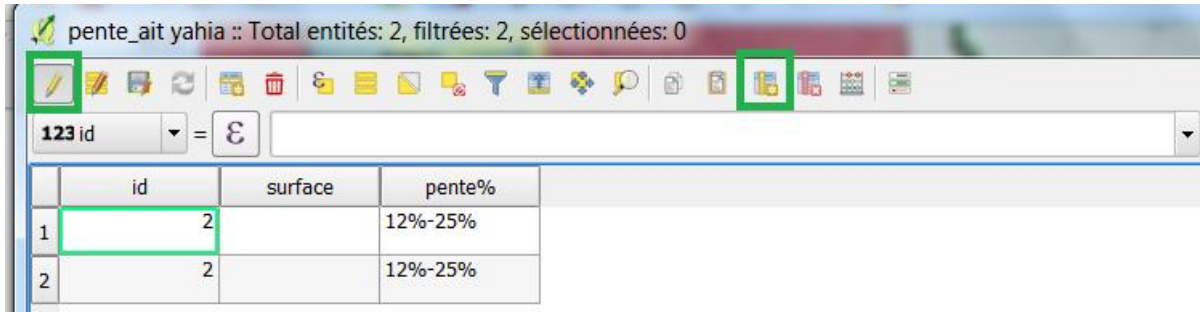 pente_ait yahia :: Total entités: 2, filtrées: 2, sélectionnées: 0
123 id = ε
id surface pente%
1 2 12%-25%
2 2 12%-25%